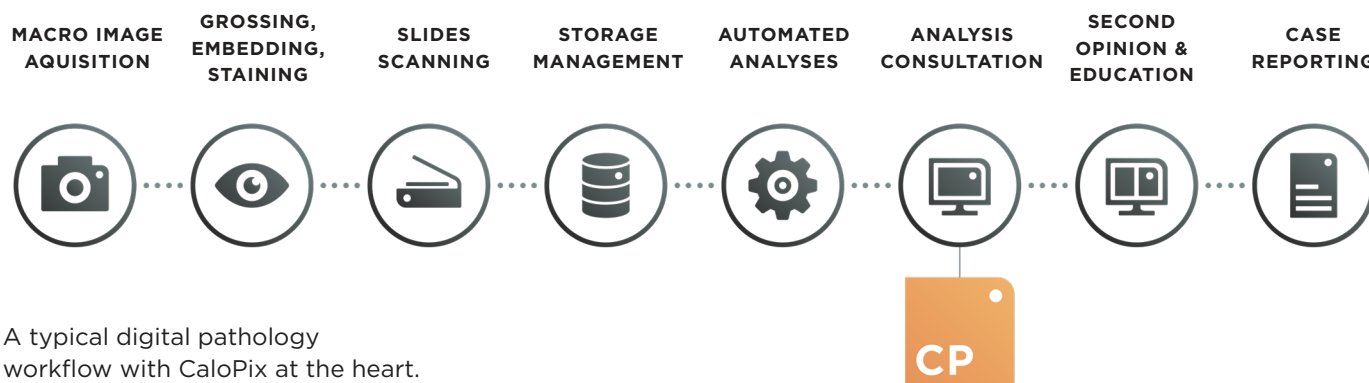 MACRO IMAGE
AQUISITION
GROSSING,
EMBEDDING,
STAINING
SLIDES
SCANNING
STORAGE
MANAGEMENT
AUTOMATED
ANALYSES
ANALYSIS
CONSULTATION
SECOND
OPINION &
EDUCATION
CASE
REPORTING
A typical digital pathology
workflow with CaloPix at the heart.
CP